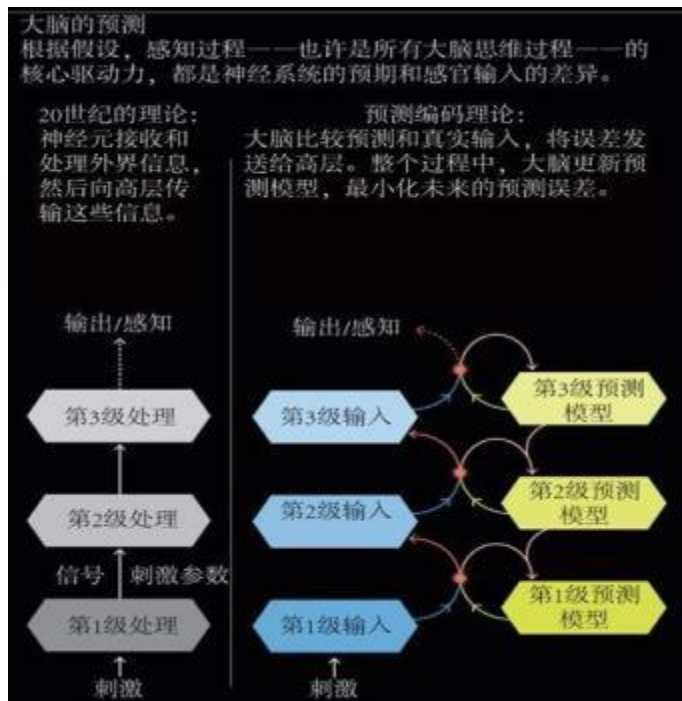 大脑的预测
根据假设，感知过程——也许是所有大脑思维过程——的
核心驱动力，都是神经系统的预期和感官输入的差异。
20世纪的理论：
神经元接收和
处理外界信息，
然后向高层传
输这些信息。
预测编码理论：
大脑比较预测和真实输入，将误差发
送给高层。整个过程中，大脑更新预
测模型，最小化未来的预测误差。
输出/感知
第3级处理
第2级处理
信号
刺激参数
第1级处理
刺激
输出/感知
第3级输入
第3级预测
模型
第2级输入
第2级预测
模型
第1级输入
第1级预测
模型
刺激